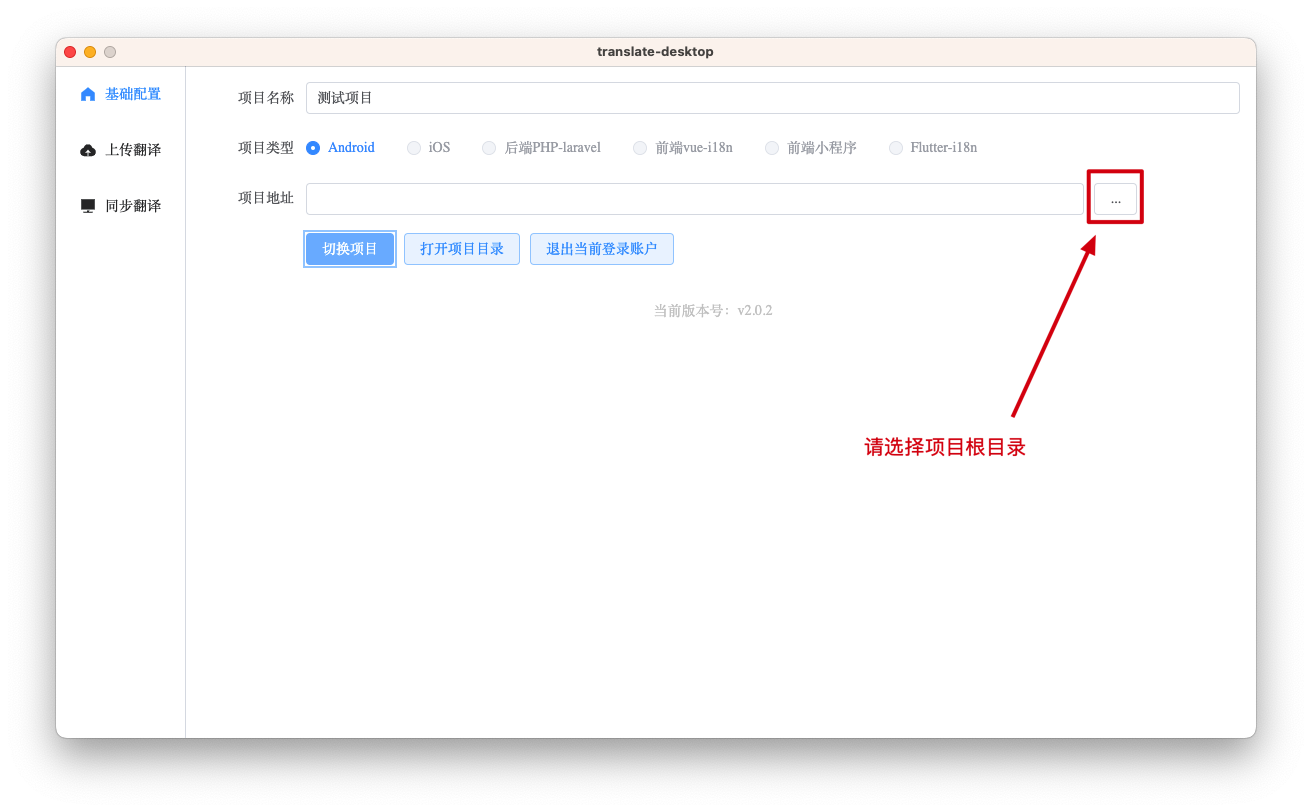 translate-desktop
基础配置
上传翻译
同步翻译
项目名称 测试项目
项目类型 Android iOS 后端PHP-laravel 前端vue-i18n 前端小程序 Flutter-i18n
项目地址 ...
切换项目 打开项目目录 退出当前登录账户
当前版本号：v2.0.2
请选择项目根目录